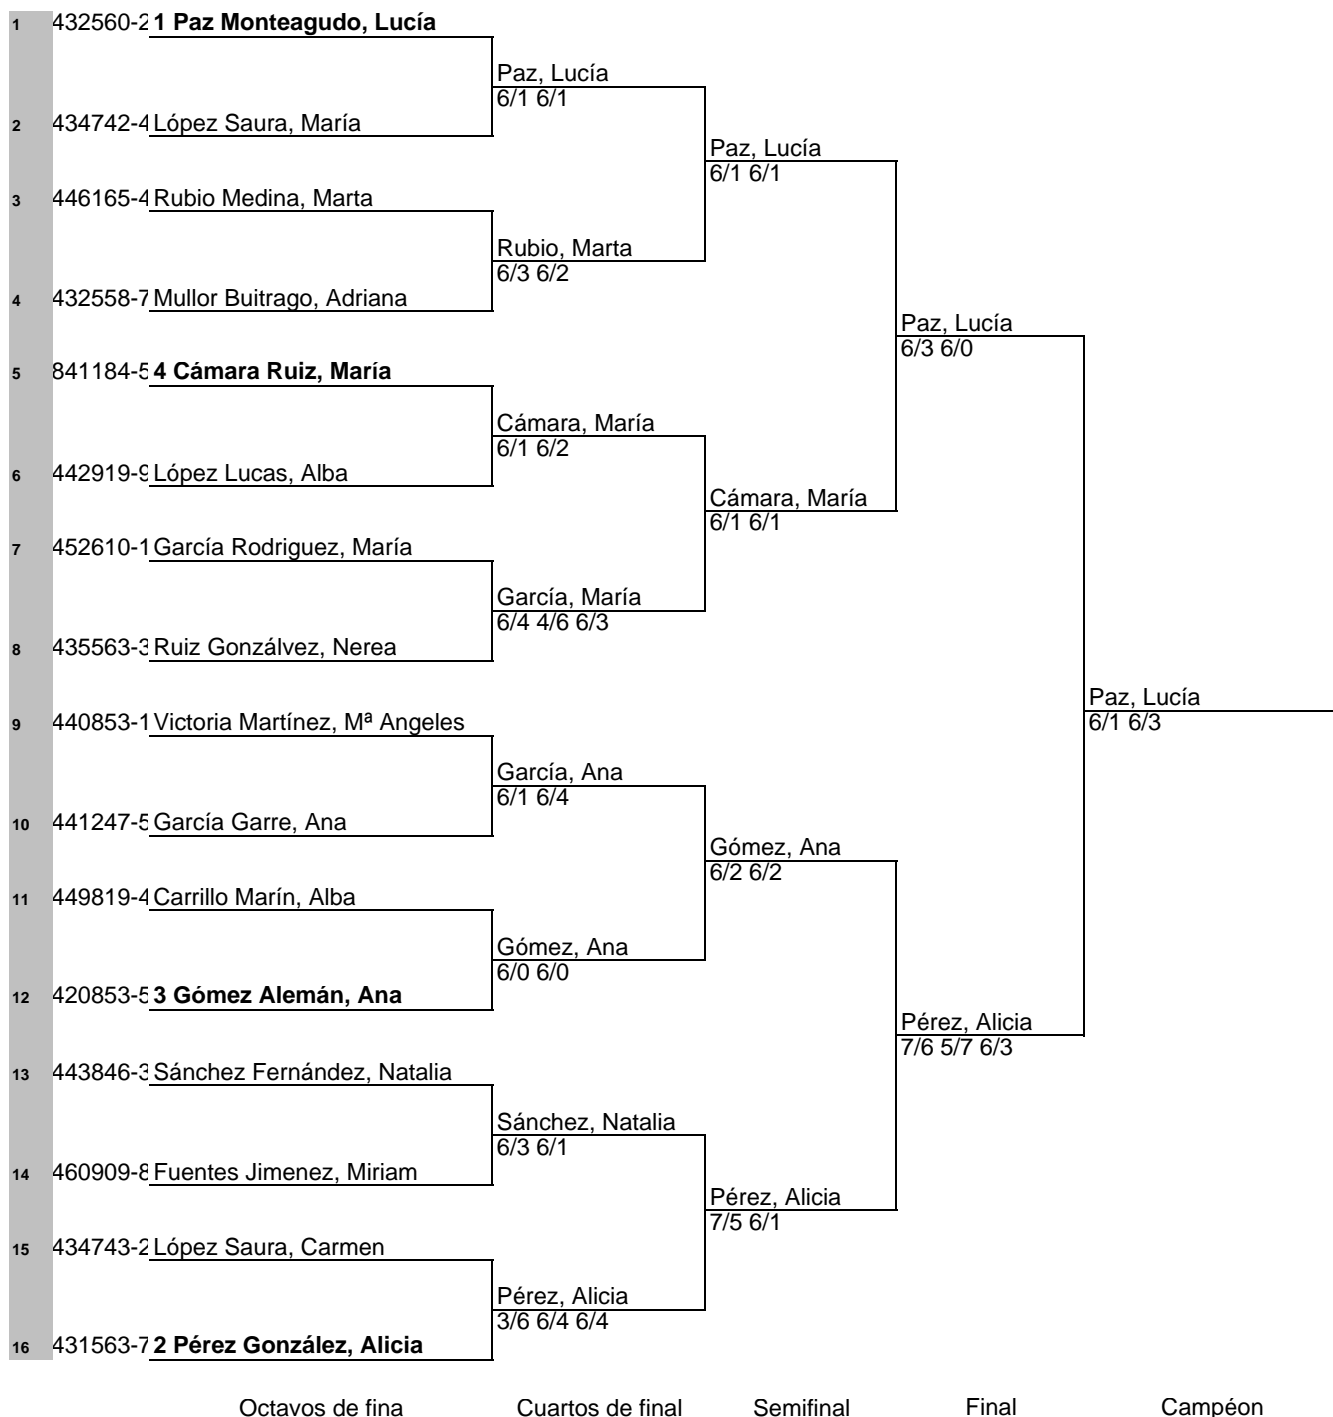 1 432560-2 1 Paz Monteagudo, Lucía
Paz, Lucía
6/1 6/1
2 434742-4 López Saura, María
Paz, Lucía
6/1 6/1
3 446165-4 Rubio Medina, Marta
Rubio, Marta
6/3 6/2
4 432558-7 Mullor Buitrago, Adriana
Paz, Lucía
6/3 6/0
5 841184-5 4 Cámara Ruiz, María
Cámara, María
6/1 6/2
6 442919-9 López Lucas, Alba
Cámara, María
6/1 6/1
7 452610-1 García Rodriguez, María
García, María
6/4 4/6 6/3
8 435563-3 Ruiz Gonzálvez, Nerea
Paz, Lucía
6/1 6/3
9 440853-1 Victoria Martínez, Mª Angeles
García, Ana
6/1 6/4
10 441247-5 García Garre, Ana
Gómez, Ana
6/2 6/2
11 449819-4 Carrillo Marín, Alba
Gómez, Ana
6/0 6/0
12 420853-5 3 Gómez Alemán, Ana
Pérez, Alicia
7/6 5/7 6/3
13 443846-3 Sánchez Fernández, Natalia
Sánchez, Natalia
6/3 6/1
14 460909-8 Fuentes Jimenez, Miriam
Pérez, Alicia
7/5 6/1
15 434743-2 López Saura, Carmen
Pérez, Alicia
3/6 6/4 6/4
16 431563-7 2 Pérez González, Alicia
Octavos de fina Cuartos de final Semifinal Final Campéon